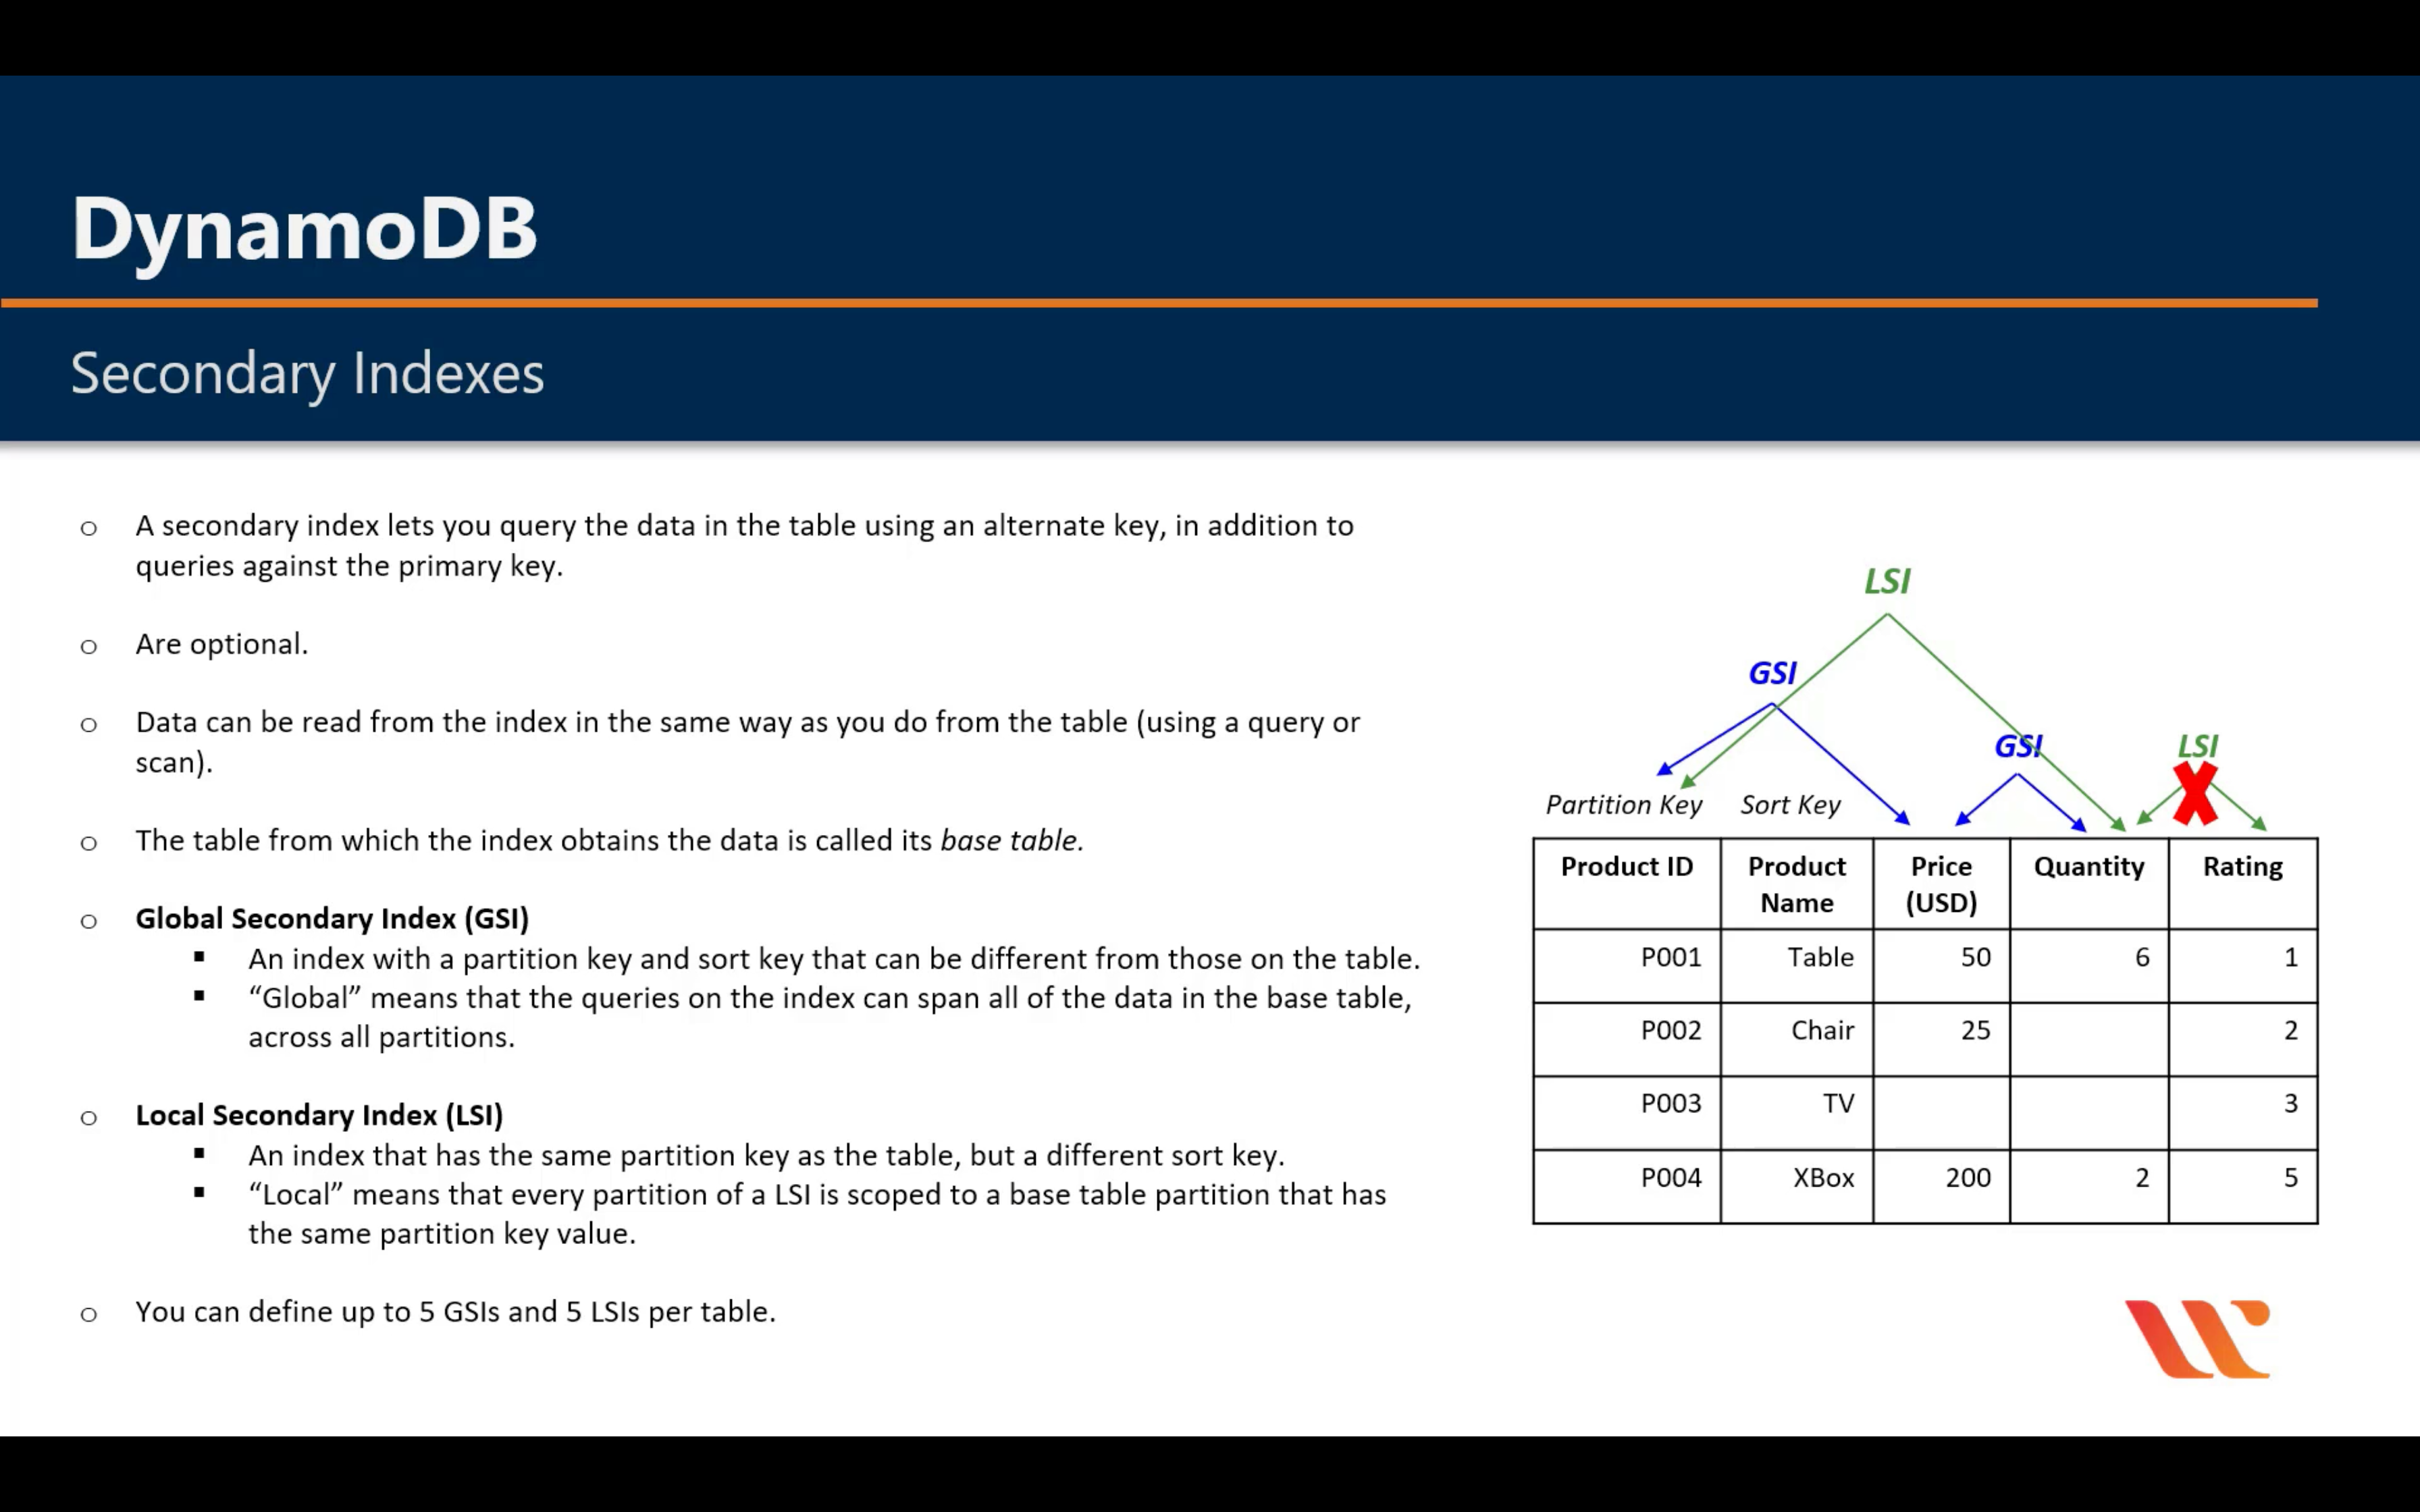 DynamoDB
Secondary Indexes
o A secondary index lets you query the data in the table using an alternate key, in addition to
queries against the primary key.
o Are optional.
o Data can be read from the index in the same way as you do from the table (using a query or
scan).
o The table from which the index obtains the data is called its base table.
o Global Secondary Index (GSI)
▪ An index with a partition key and sort key that can be different from those on the table.
▪ “Global” means that the queries on the index can span all of the data in the base table,
across all partitions.
o Local Secondary Index (LSI)
▪ An index that has the same partition key as the table, but a different sort key.
▪ “Local” means that every partition of a LSI is scoped to a base table partition that has
the same partition key value.
o You can define up to 5 GSIs and 5 LSIs per table.
LSI
GSI
GSI LSI
Partition Key Sort Key
Product ID Product Price Quantity Rating
Name (USD)
P001 Table 50 6 1
P002 Chair 25 2
P003 TV 3
P004 XBox 200 2 5